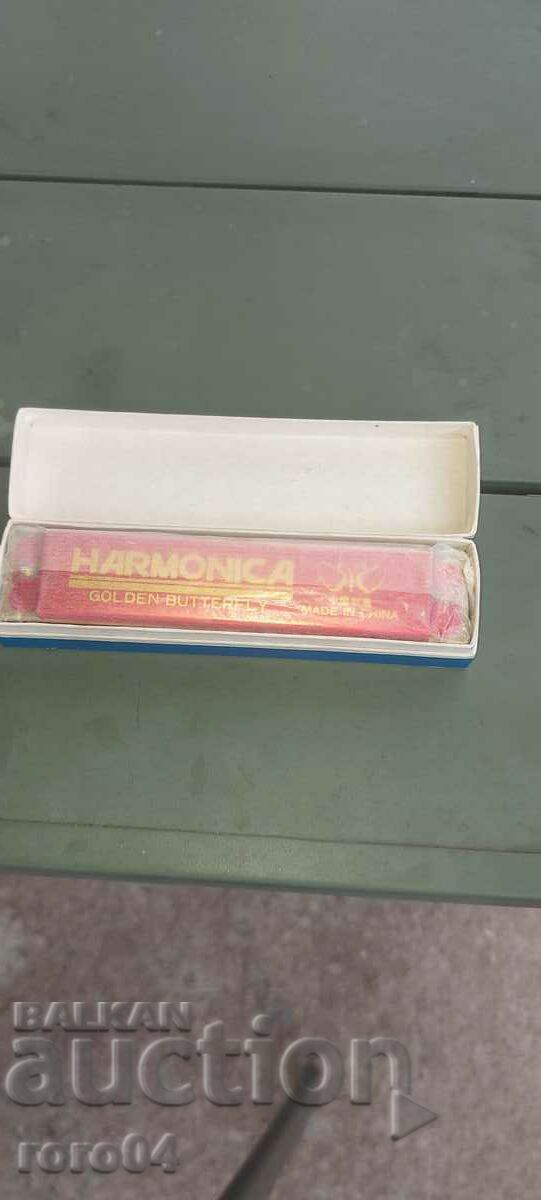 HARMONICA
GOLDEN BUTTERFLY
MADE IN CHINA
BALKAN
auction
roro04